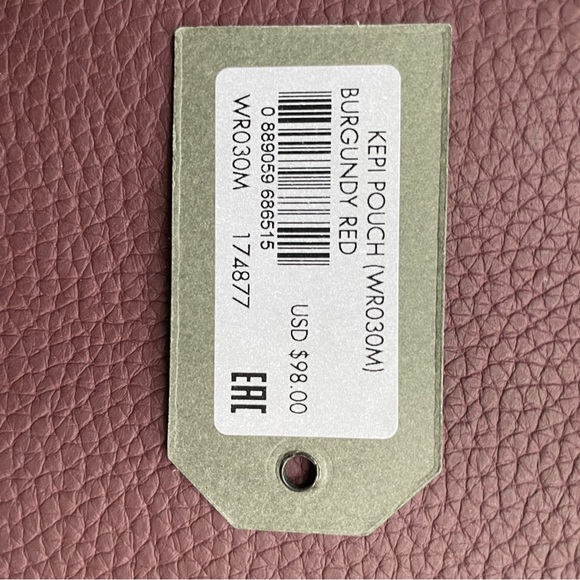 KEPI POUCH (WR030M)
BURGUNDY RED
0 889059 686515
WR030M 174877
USD $98.00
EAC